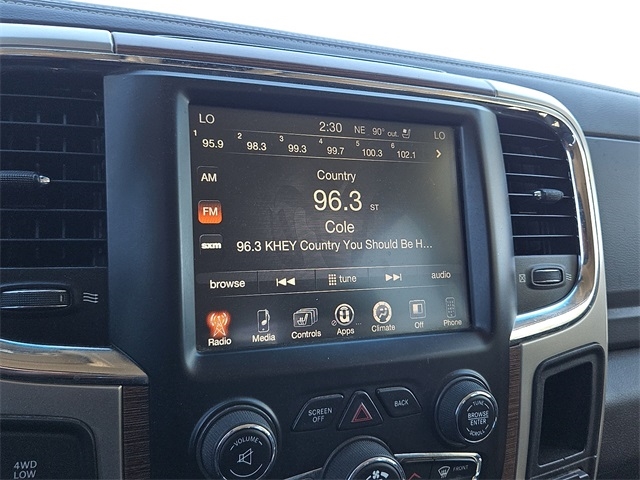 LO 2:30 NE 90° out. LO
1 95.9 2 98.3 3 99.3 4 99.7 5 100.3 6 102.1
AM
Country
FM
96.3 ST
Cole
SXM
96.3 KHEY Country You Should Be H...
browse tune audio
Radio Media Controls Apps Climate Off Phone
SCREEN OFF
BACK
TUNE
BROWSE
ENTER
SCROLL
VOLUME
FRONT
4WD
LOW